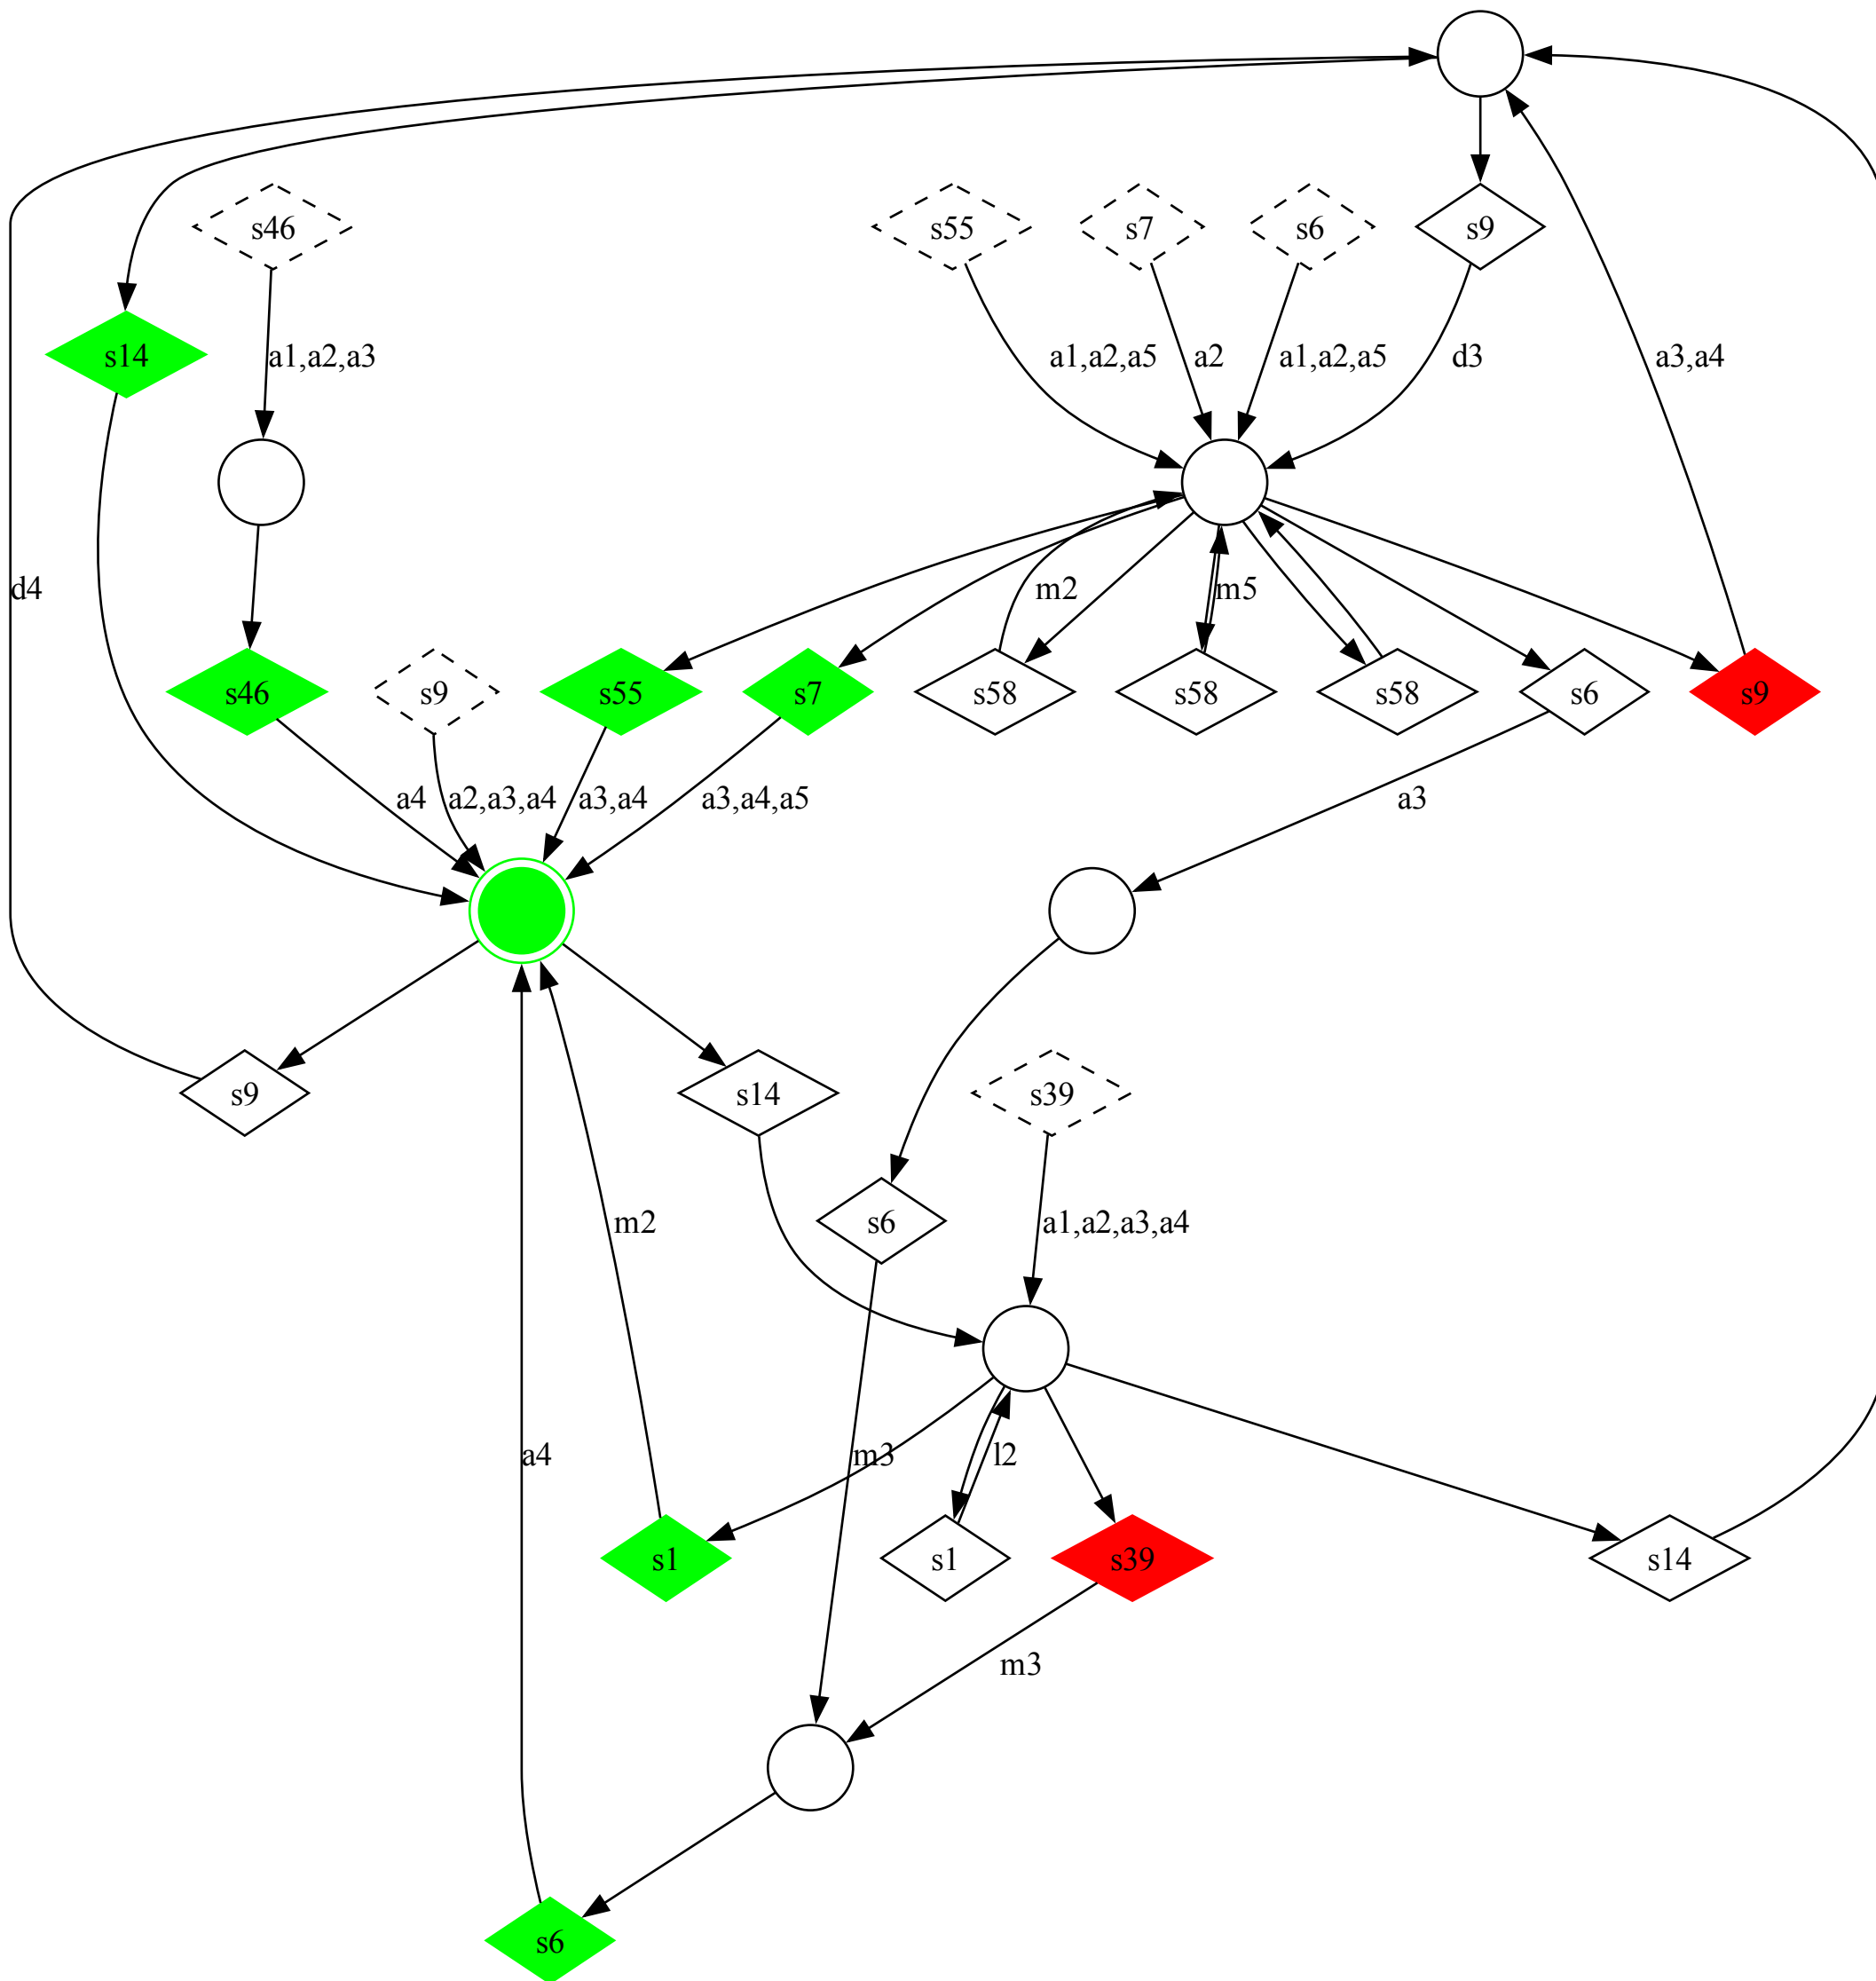 s46
s55
s7
s6
s9
s14
a1,a2,a3
a1,a2,a5
a2
a1,a2,a5
d3
a3,a4
d4
m2
m5
s46
s9
s55
s7
s58
s58
s58
s6
s9
a4
a2,a3,a4
a3,a4
a3,a4,a5
a3
s9
s14
s39
m2
s6
a1,a2,a3,a4
a4
m3
l2
s1
s1
s39
s14
m3
s6